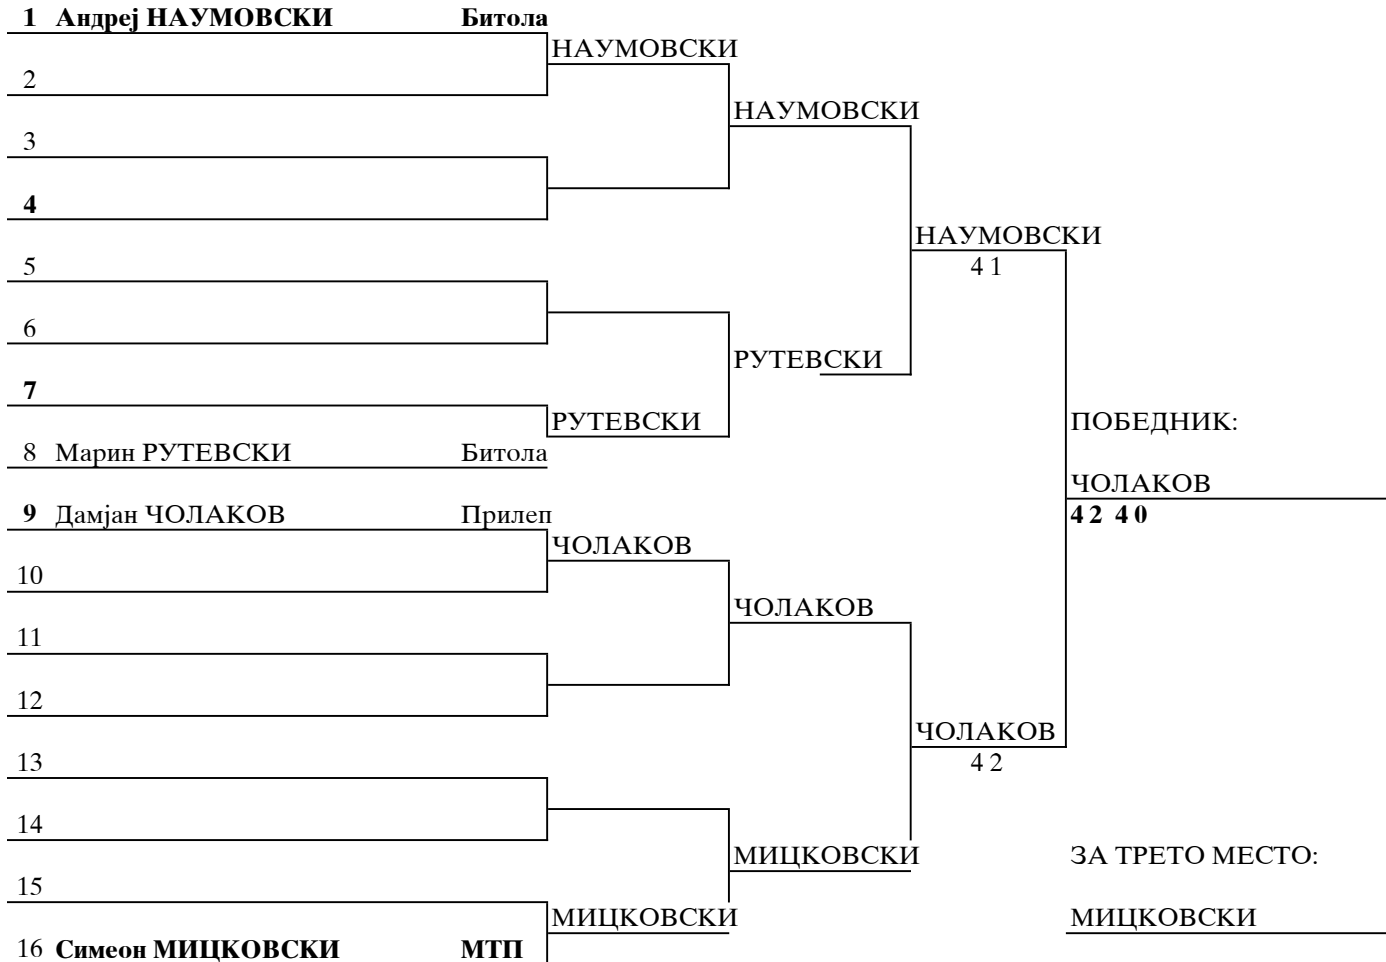 1 Андреј НАУМОВСКИ Битола
НАУМОВСКИ
2
НАУМОВСКИ
3
4
НАУМОВСКИ
5
4 1
6
РУТЕВСКИ
7
РУТЕВСКИ
ПОБЕДНИК:
8 Марин РУТЕВСКИ Битола
ЧОЛАКОВ
9 Дамјан ЧОЛАКОВ Прилеп
4 2 4 0
ЧОЛАКОВ
10
ЧОЛАКОВ
11
12
ЧОЛАКОВ
13
4 2
14
МИЦКОВСКИ
ЗА ТРЕТО МЕСТО:
15
МИЦКОВСКИ
МИЦКОВСКИ
16 Симеон МИЦКОВСКИ МТП